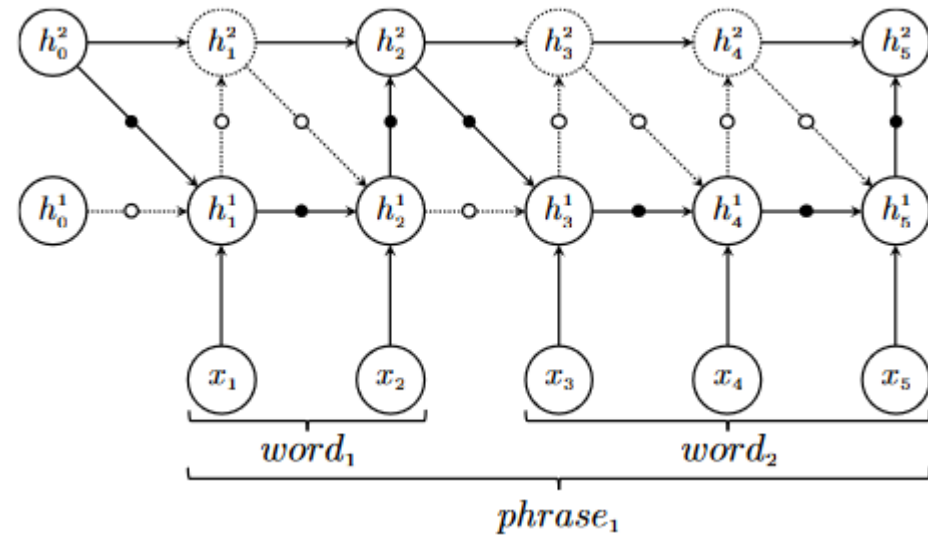 h_0^2 h_1^2 h_2^2 h_3^2 h_4^2 h_5^2
h_0^1 h_1^1 h_2^1 h_3^1 h_4^1 h_5^1
x_1 x_2 x_3 x_4 x_5
word_1 word_2
phrase_1